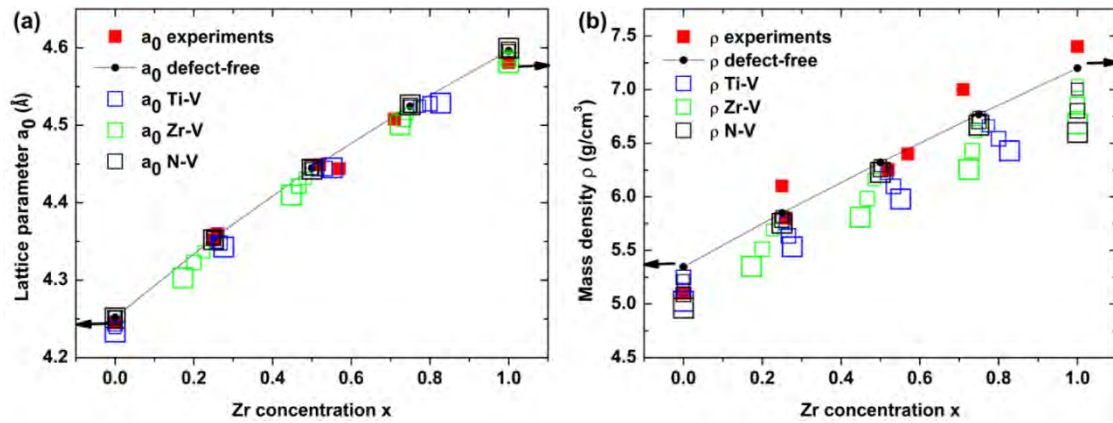 (a)
a0 experiments
a0 defect-free
a0 Ti-V
a0 Zr-V
a0 N-V
4.6
4.5
4.4
4.3
4.2
Lattice parameter a0 (Å)
0.0 0.2 0.4 0.6 0.8 1.0
Zr concentration x
(b)
ρ experiments
ρ defect-free
ρ Ti-V
ρ Zr-V
ρ N-V
7.5
7.0
6.5
6.0
5.5
5.0
4.5
Mass density ρ (g/cm³)
0.0 0.2 0.4 0.6 0.8 1.0
Zr concentration x